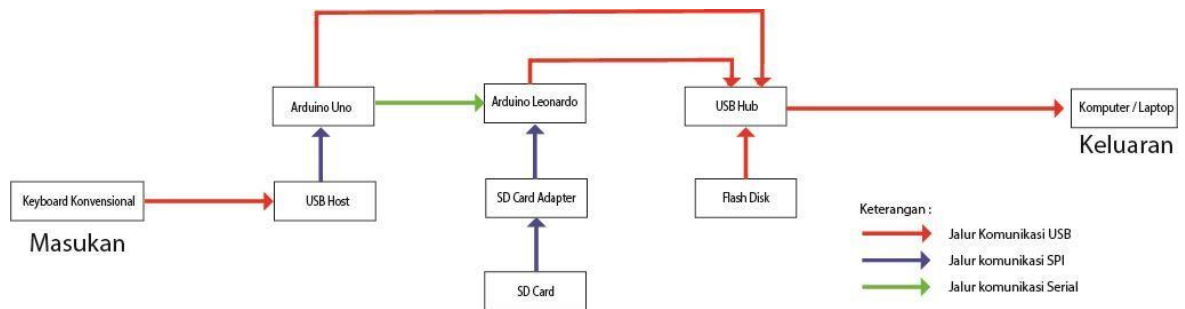 Arduino Uno
Arduino Leonardo
USB Hub
Komputer / Laptop
Keluaran
Keyboard Konvensional
Masukan
USB Host
SD Card Adapter
Flash Disk
SD Card
Keterangan :
Jalur Komunikasi USB
Jalur komunikasi SPI
Jalur komunikasi Serial